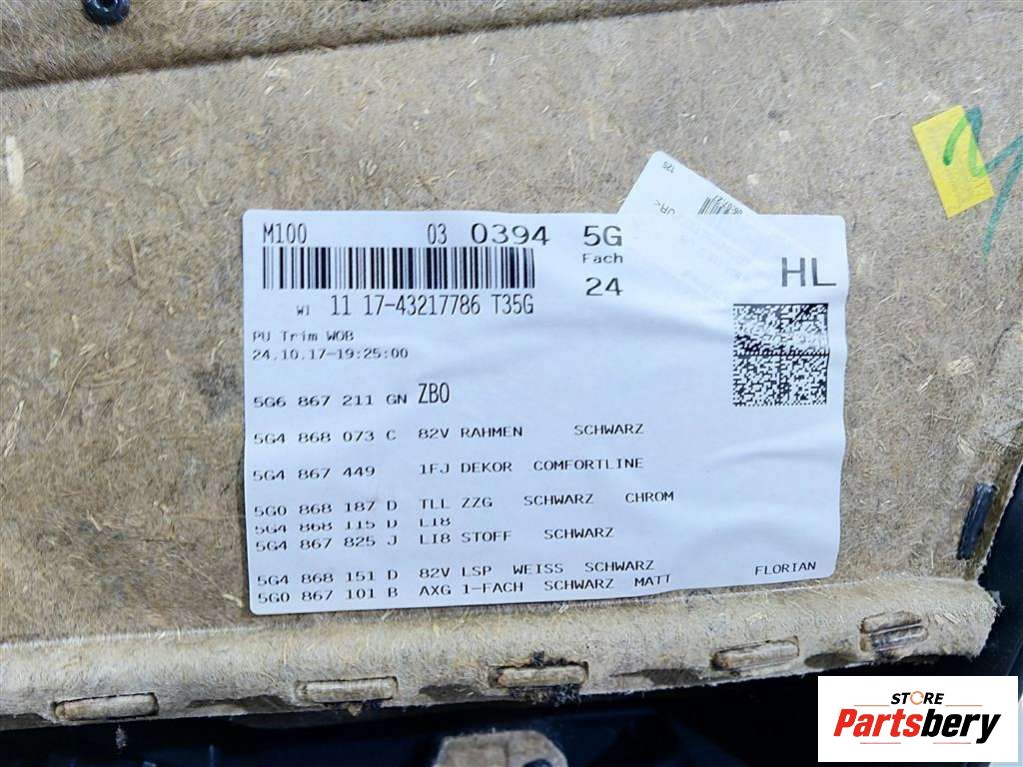 M100 03 0394 5G
Fach
24
HL
W1 11 17-43217786 T35G
PU Trim WOB
24.10.17-19:25:00
5G6 867 211 GN ZB0
5G4 868 073 C 82V RAHMEN SCHWARZ
5G4 867 449 1FJ DEKOR COMFORTLINE
5G0 868 187 D TLL ZZG SCHWARZ CHROM
5G4 868 115 D LI8
5G4 867 825 J LI8 STOFF SCHWARZ
5G4 868 151 D 82V LSP WEISS SCHWARZ
5G0 867 101 B AXG 1-FACH SCHWARZ MATT
FLORIAN
125
STORE
Partsbery